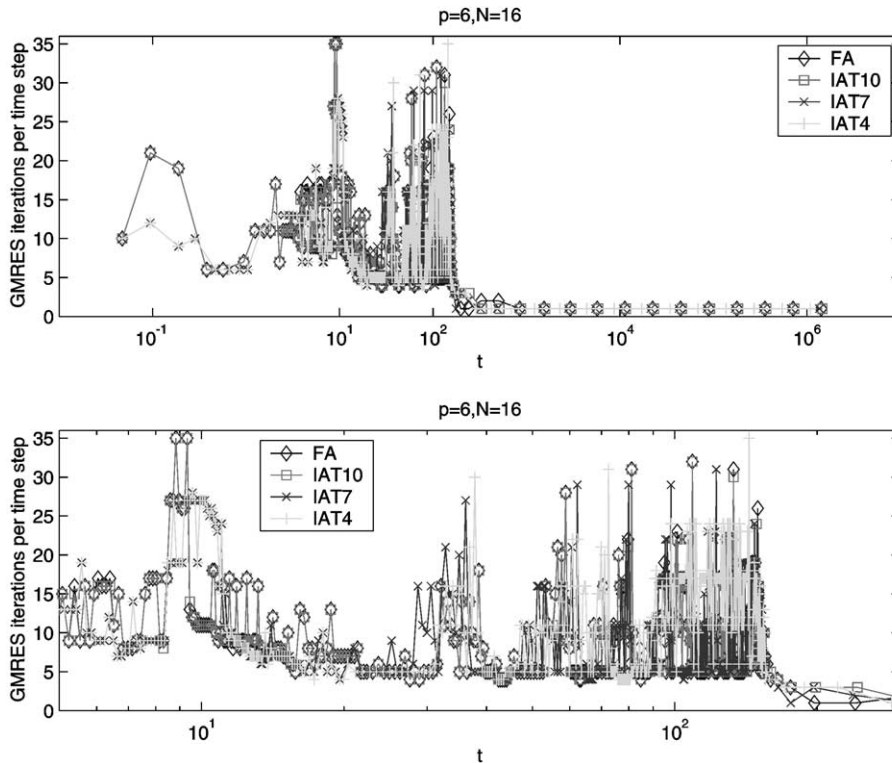 p=6,N=16
GMRES iterations per time step
35
30
25
20
15
10
5
0
FA
IAT10
IAT7
IAT4
10^-1
10^1
10^2
10^4
10^6
t
p=6,N=16
GMRES iterations per time step
35
30
25
20
15
10
5
0
FA
IAT10
IAT7
IAT4
10^1
10^2
t